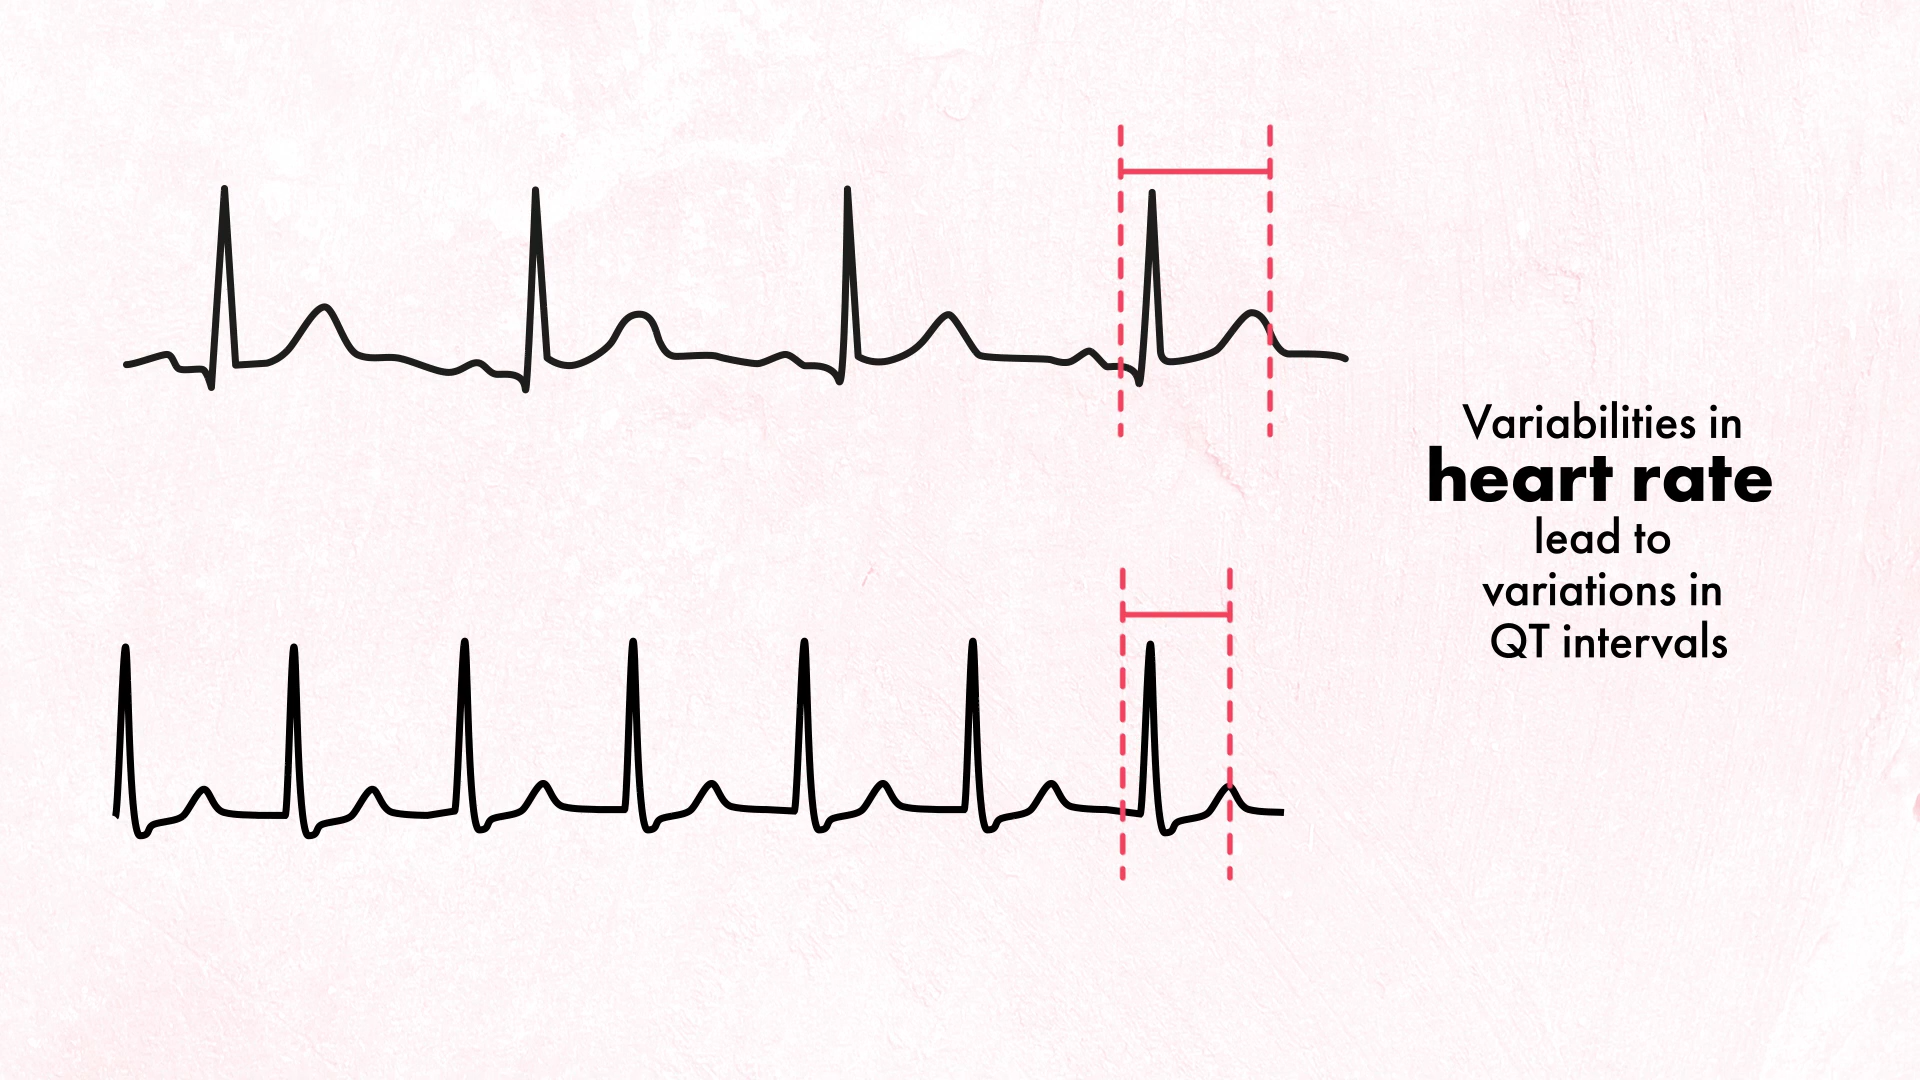 Variabilities in
heart rate
lead to
variations in
QT intervals